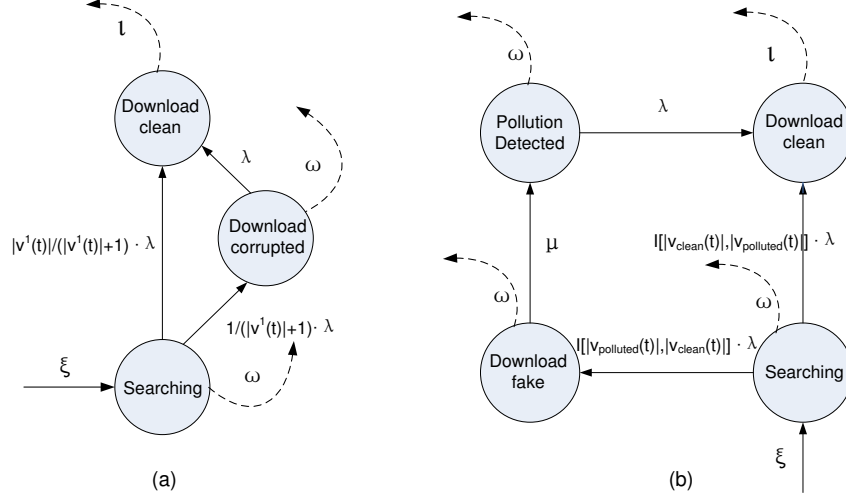 ι
Download
clean
λ
ω
Download
corrupted
|v¹(t)|/(|v¹(t)|+1) · λ
1/(|v¹(t)|+1) · λ
ξ
Searching
ω
(a)
ω
ι
Pollution
Detected
λ
Download
clean
μ
I[|v_clean(t)|,|v_polluted(t)|] · λ
ω
ω
I[|v_polluted(t)|,|v_clean(t)|] · λ
Download
fake
Searching
ξ
(b)